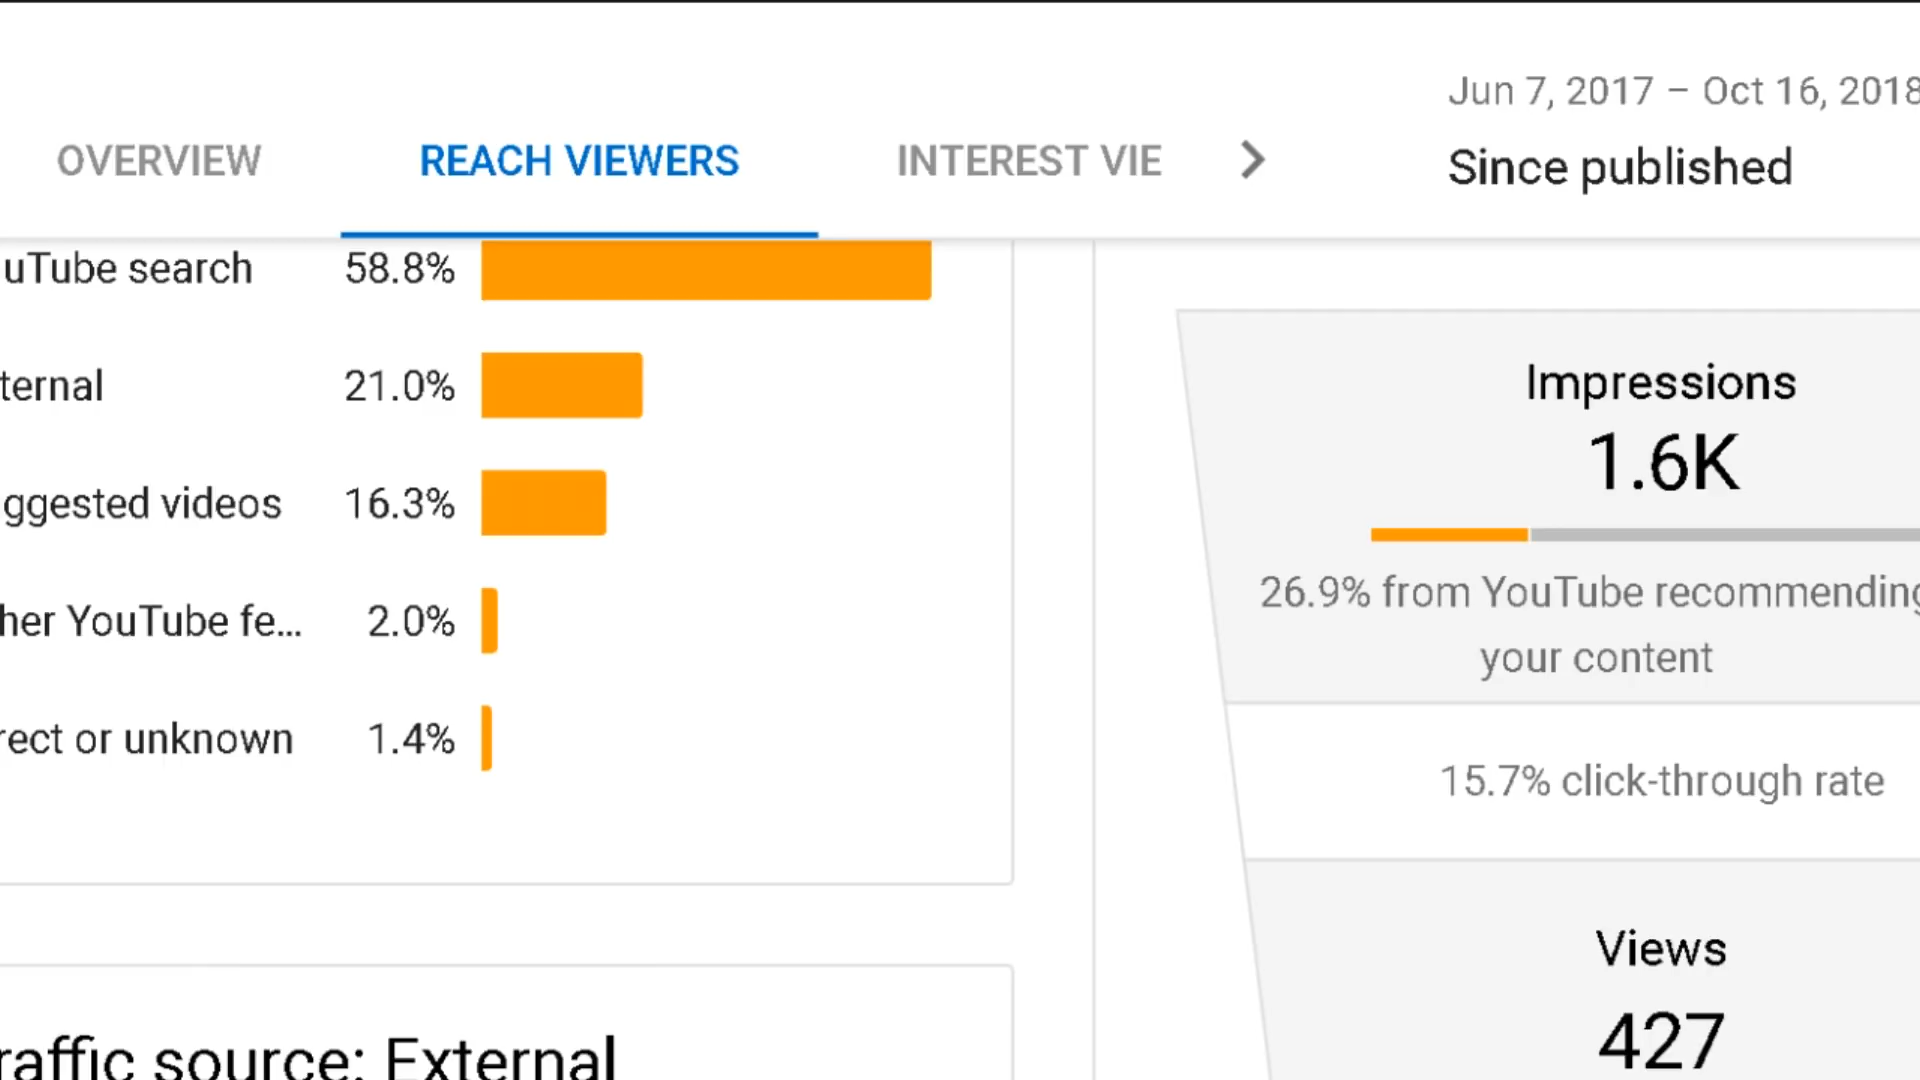 Jun 7, 2017 – Oct 16, 2018
OVERVIEW
REACH VIEWERS
INTEREST VIE
Since published
uTube search 58.8%
ternal 21.0%
ggested videos 16.3%
her YouTube fe... 2.0%
rect or unknown 1.4%
raffic source: External
Impressions
1.6K
26.9% from YouTube recommending
your content
15.7% click-through rate
Views
427